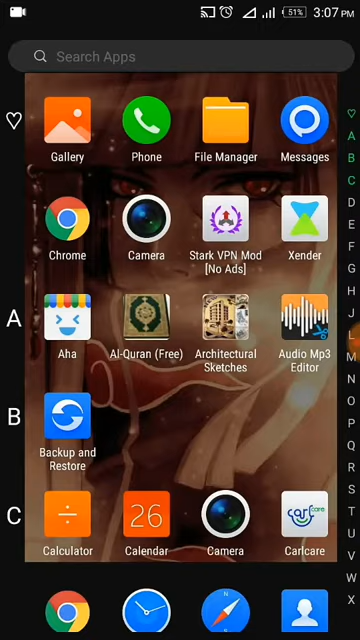 51% 3:07 PM
Search Apps
Gallery Phone File Manager Messages
Chrome Camera Stark VPN Mod [No Ads] Xender
A
Aha Al-Quran (Free) Architectural Sketches Audio Mp3 Editor
B
Backup and Restore
C
÷ 26 carlcare
Calculator Calendar Camera Carlcare
N
A
B
C
D
E
F
G
H
J
L
M
N
O
P
Q
R
S
T
U
V
W
X